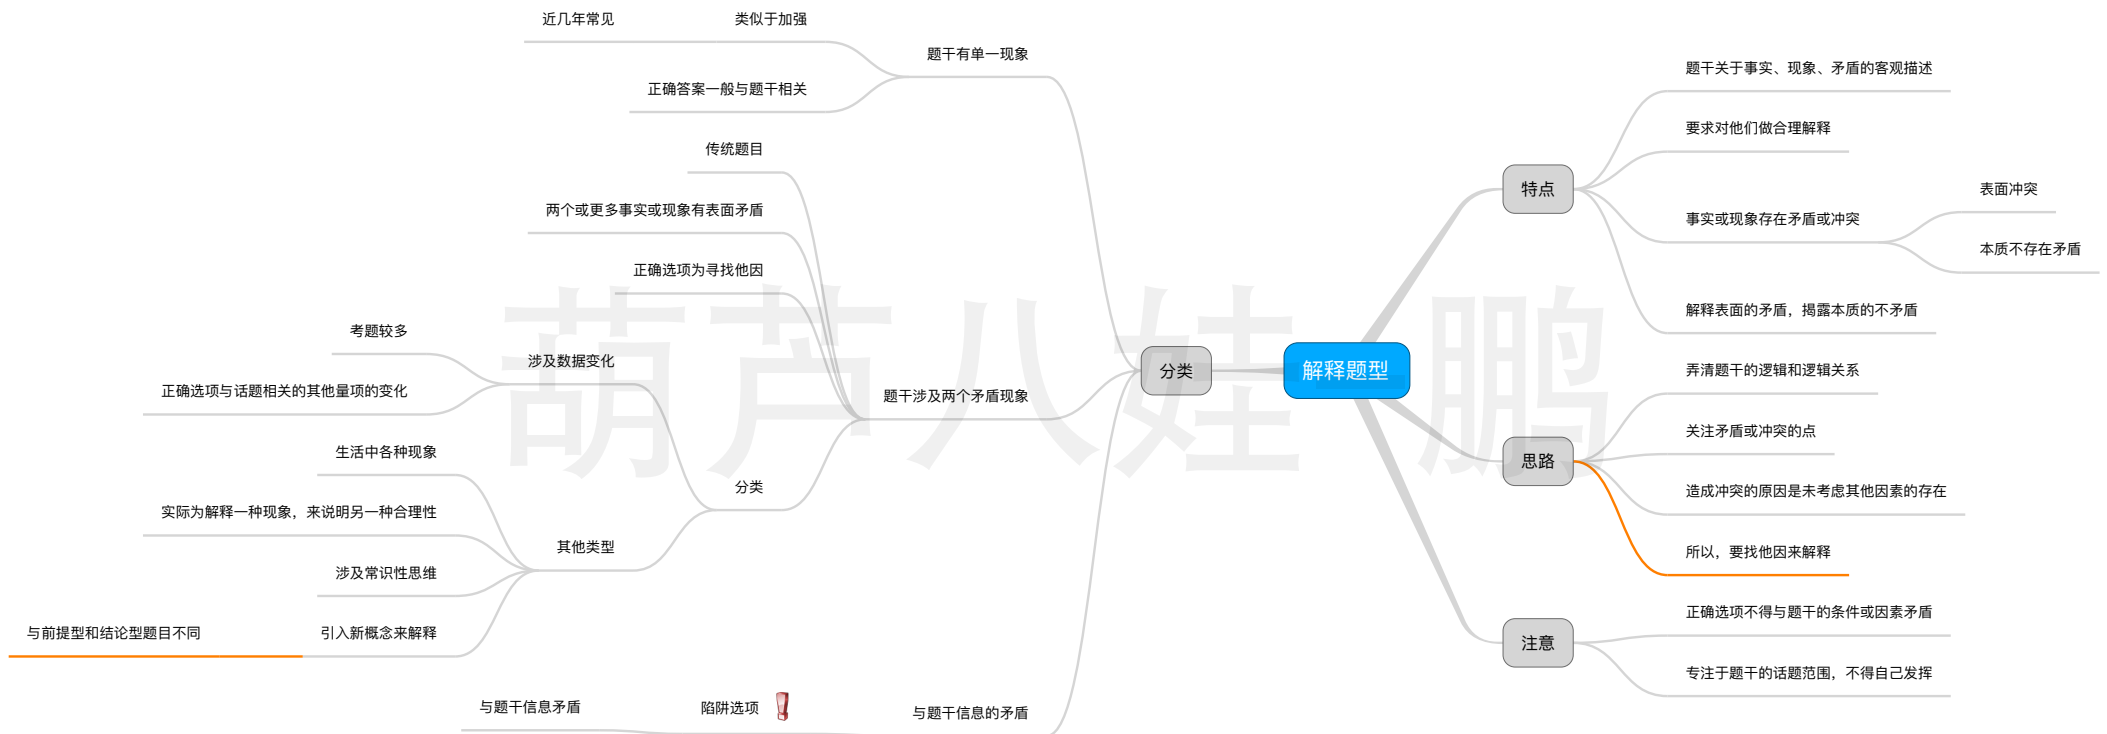 解释题型
特点
题干关于事实、现象、矛盾的客观描述
要求对他们做合理解释
事实或现象存在矛盾或冲突
表面冲突
本质不存在矛盾
解释表面的矛盾，揭露本质的不矛盾
思路
弄清题干的逻辑和逻辑关系
关注矛盾或冲突的点
造成冲突的原因是未考虑其他因素的存在
所以，要找他因来解释
注意
正确选项不得与题干的条件或因素矛盾
专注于题干的话题范围，不得自己发挥
分类
题干有单一现象
类似于加强
近几年常见
正确答案一般与题干相关
题干涉及两个矛盾现象
传统题目
两个或更多事实或现象有表面矛盾
正确选项为寻找他因
分类
涉及数据变化
考题较多
正确选项与话题相关的其他量项的变化
其他类型
生活中各种现象
实际为解释一种现象，来说明另一种合理性
涉及常识性思维
引入新概念来解释
与前提型和结论型题目不同
与题干信息的矛盾
陷阱选项
与题干信息矛盾
葫芦八娃 鹏